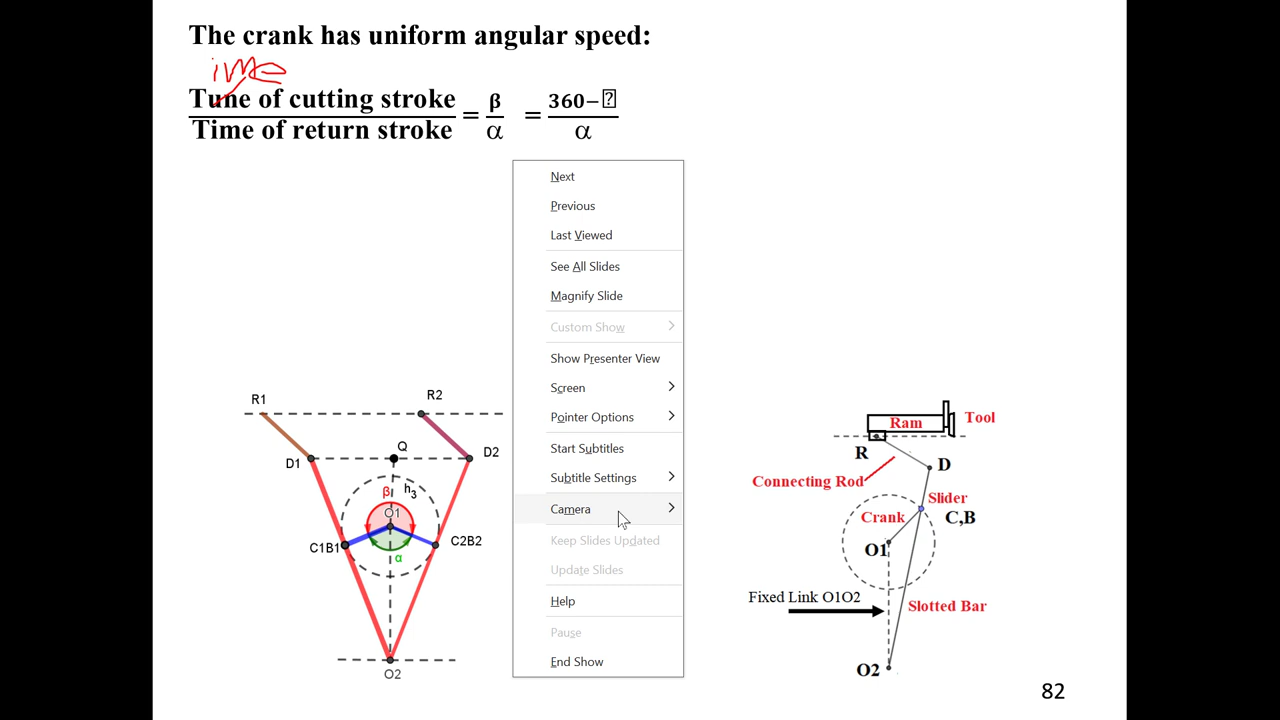 The crank has uniform angular speed:
ime
Tune of cutting stroke
Time of return stroke
= β/α = 360−⍰/α
Next
Previous
Last Viewed
See All Slides
Magnify Slide
Custom Show
Show Presenter View
Screen
Pointer Options
Start Subtitles
Subtitle Settings
Camera
Keep Slides Updated
Update Slides
Help
Pause
End Show
R1
R2
D1
Q
D2
β
h3
O1
C1B1
C2B2
α
O2
Ram
Tool
R
D
Connecting Rod
Slider
Crank
C,B
O1
Fixed Link O1O2
Slotted Bar
O2
82